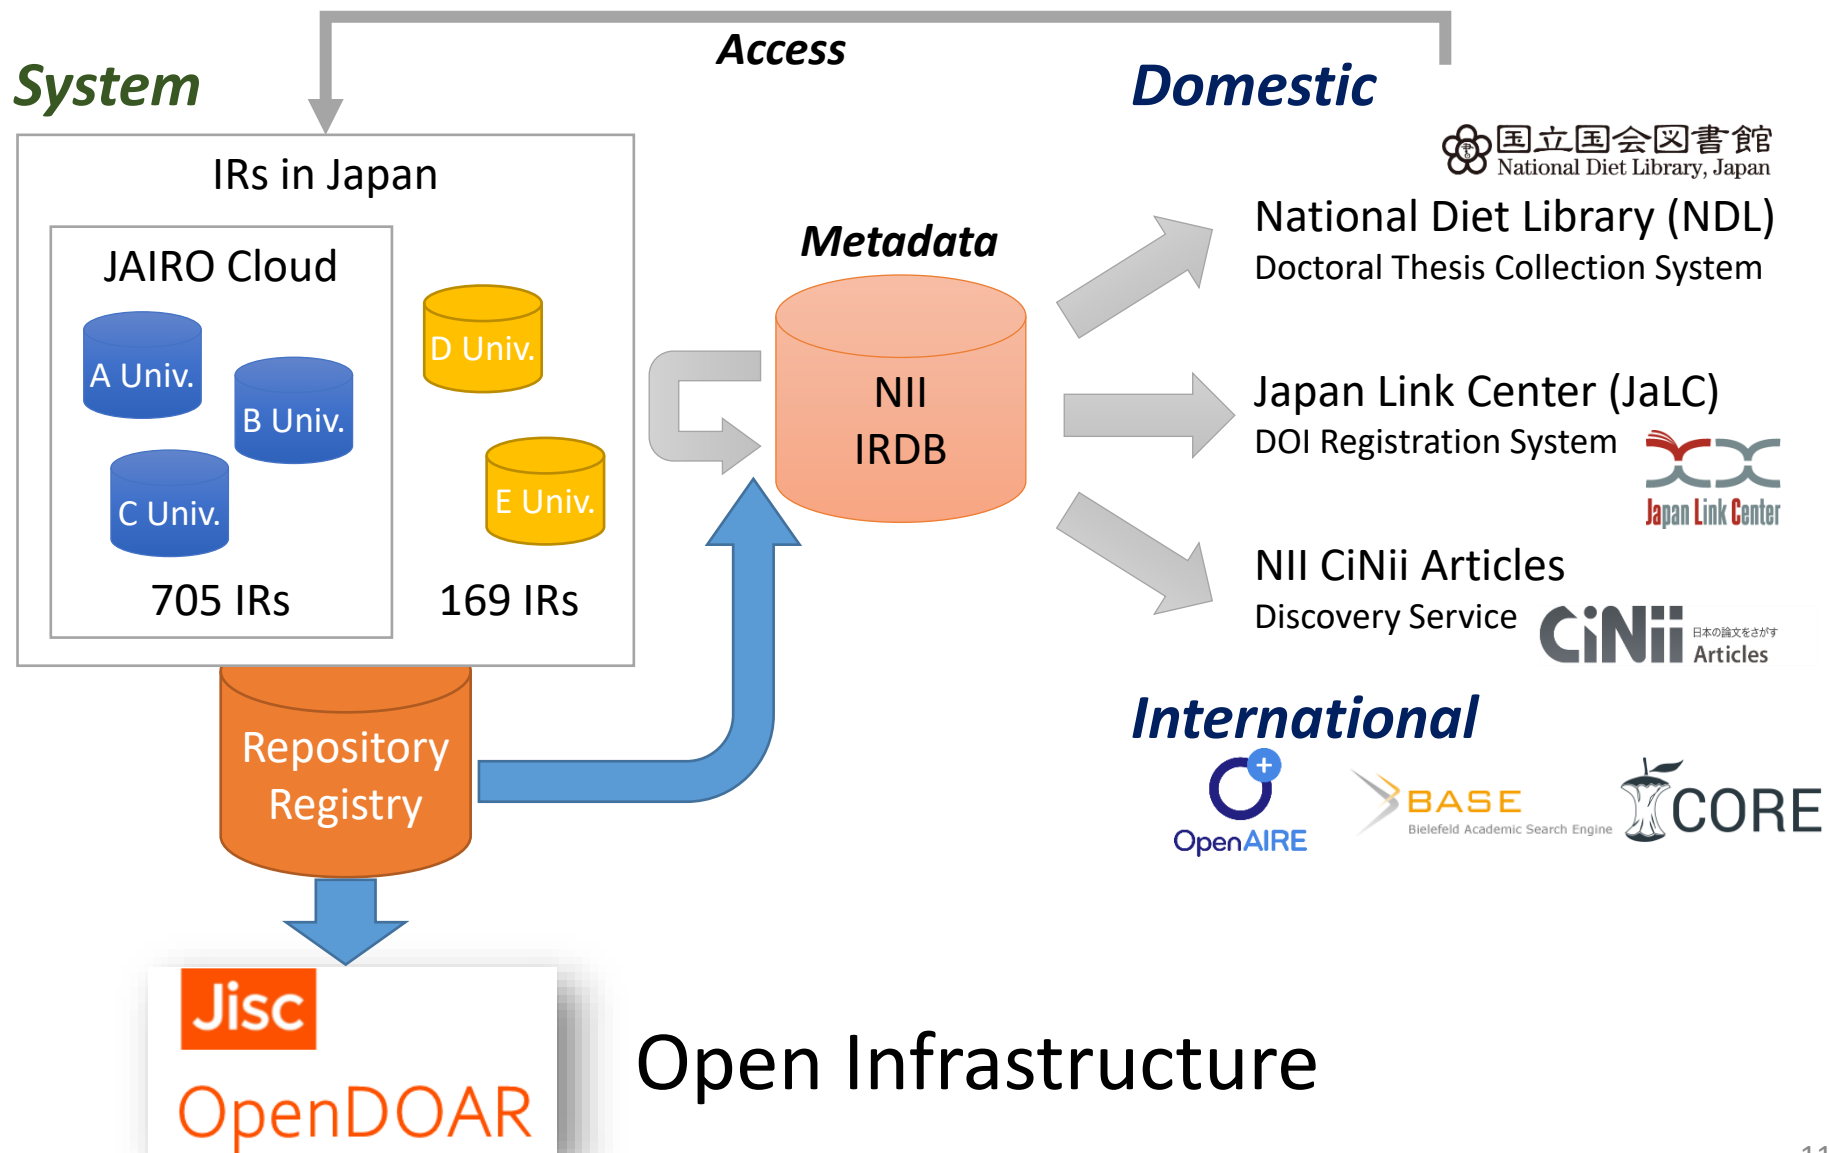 Access
System
Domestic
IRs in Japan
国立国会図書館
National Diet Library, Japan
JAIRO Cloud
A Univ.
B Univ.
C Univ.
705 IRs
D Univ.
E Univ.
169 IRs
Metadata
NII
IRDB
National Diet Library (NDL)
Doctoral Thesis Collection System
Japan Link Center (JaLC)
DOI Registration System
Japan Link Center
NII CiNii Articles
Discovery Service
CiNii
日本の論文をさがす
Articles
Repository
Registry
International
OpenAIRE
BASE
Bielefeld Academic Search Engine
CORE
Jisc
OpenDOAR
Open Infrastructure
11